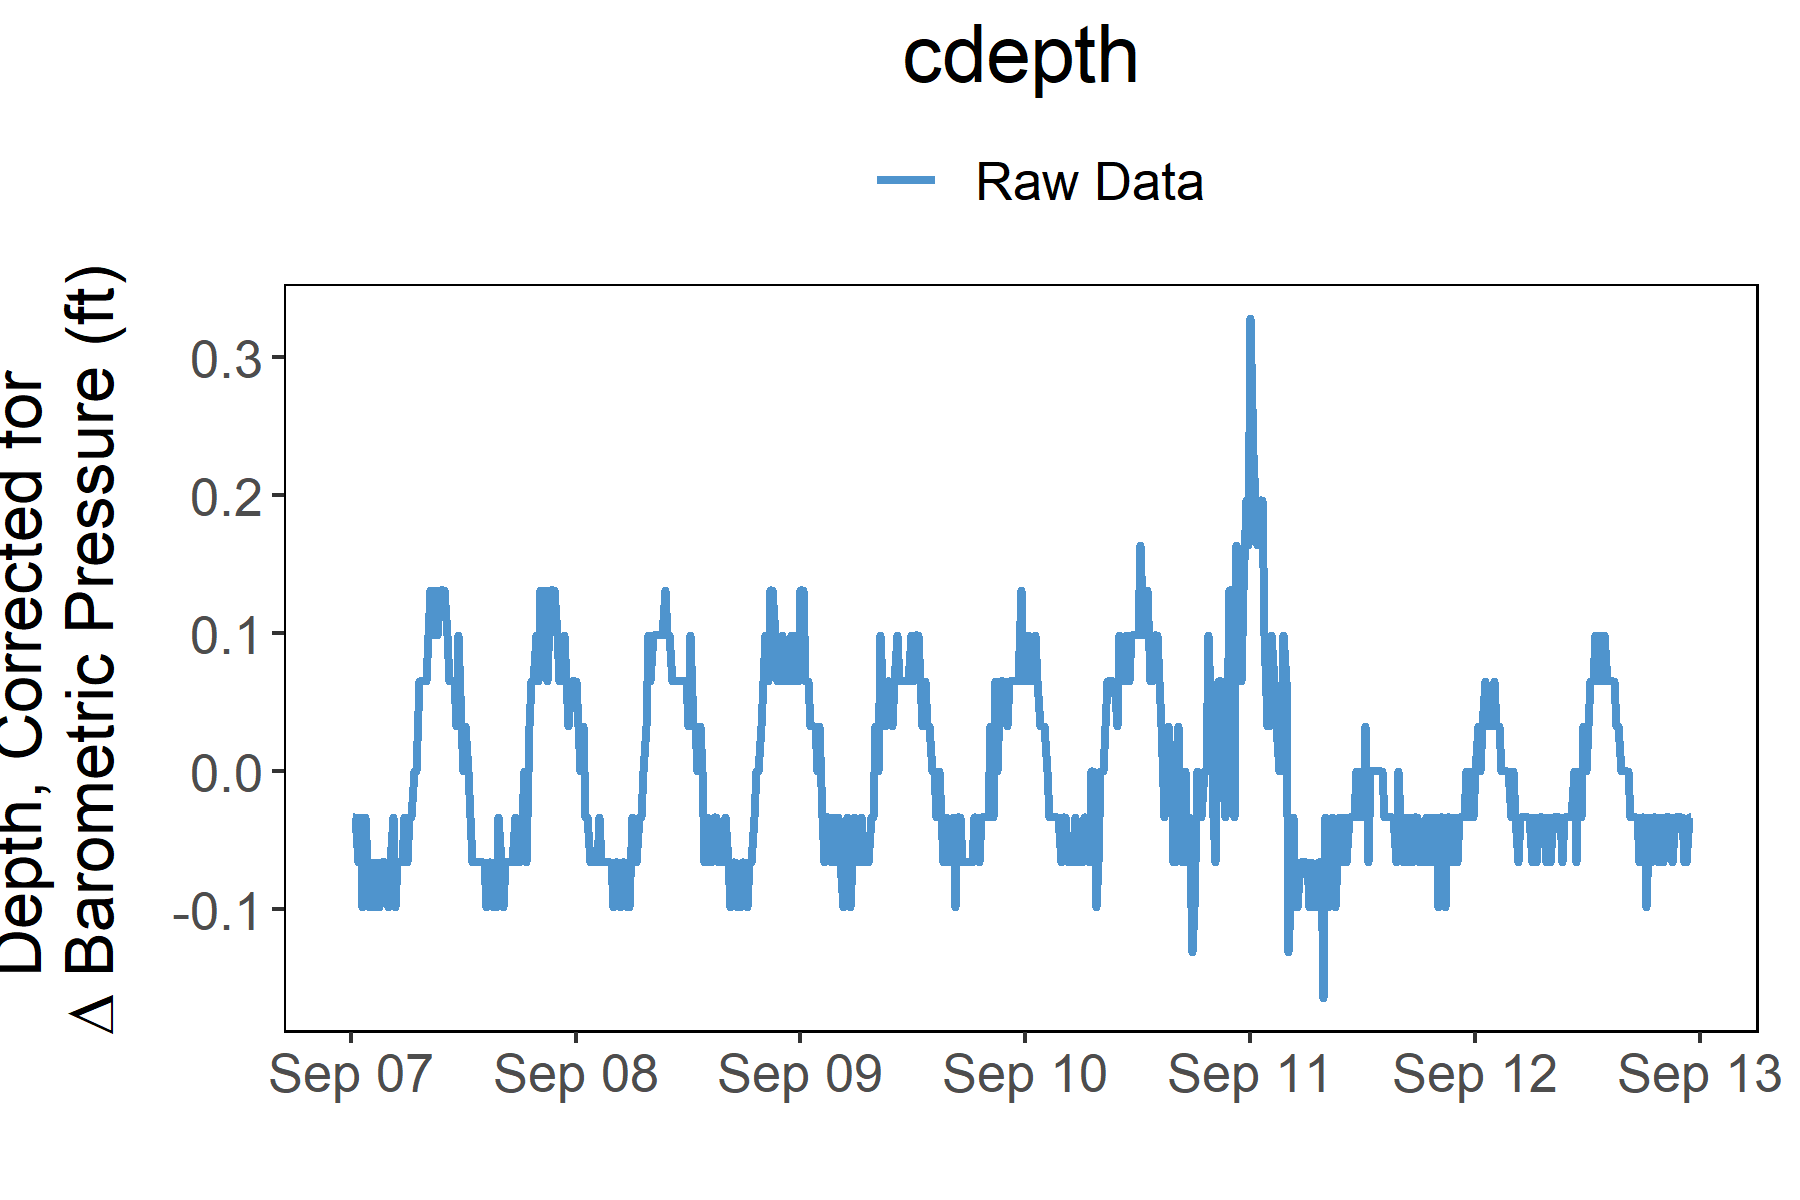 cdepth
Raw Data
Depth, Corrected for
Δ Barometric Pressure (ft)
0.3
0.2
0.1
0.0
-0.1
Sep 07 Sep 08 Sep 09 Sep 10 Sep 11 Sep 12 Sep 13